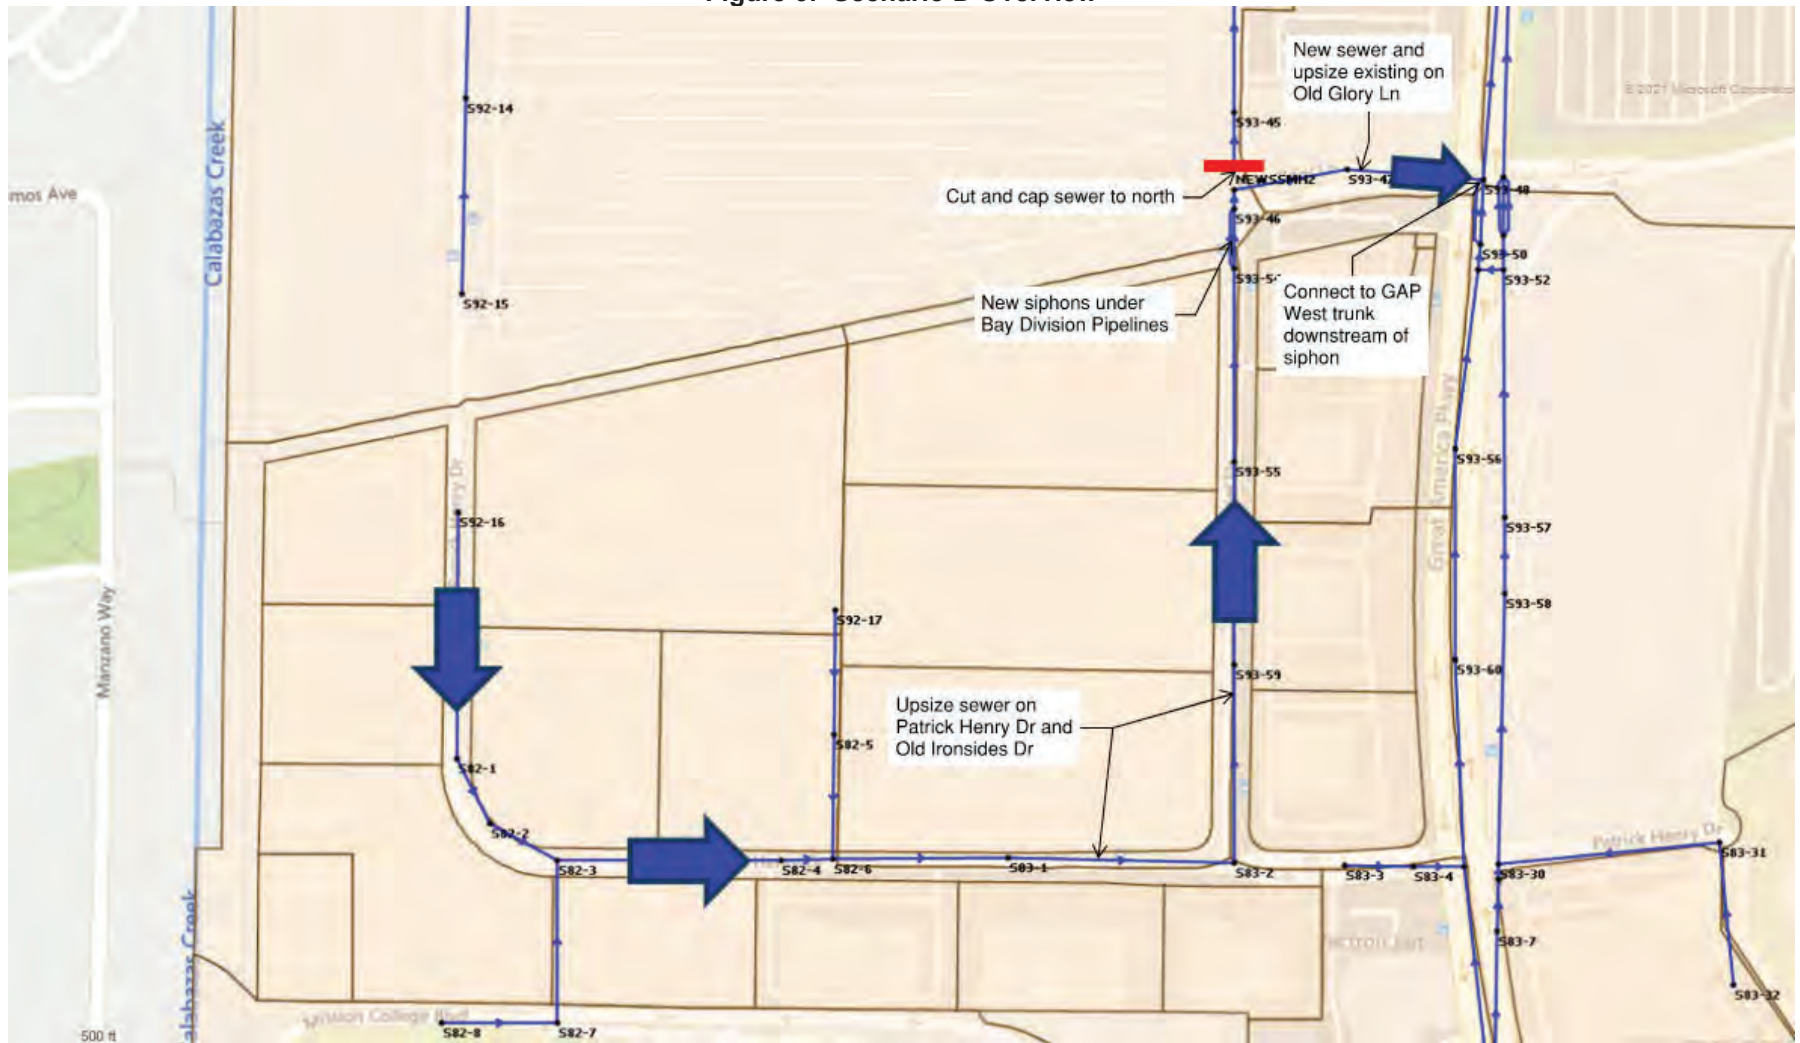 New sewer and
upsize existing on
Old Glory Ln
© 2021 Microsoft
S92-14
S93-45
Calabazas Creek
Cut and cap sewer to north
NEWSSMH2
S93-47
S93-48
S93-46
S93-50
S93-52
S92-15
New siphons under
Bay Division Pipelines
Connect to GAP
West trunk
downstream of
siphon
Great America Pkwy
S93-55
S93-56
S92-16
S93-57
Manzano Way
S93-58
S92-17
S93-60
S93-59
Upsize sewer on
Patrick Henry Dr and
Old Ironsides Dr
S82-5
S82-1
S82-2
Patrick Henry Dr
S83-31
S82-3
S82-4
S82-6
S83-1
S83-2
S83-3
S83-4
S83-30
S83-7
S83-32
Mission College Blvd
S82-8
S82-7
500 ft